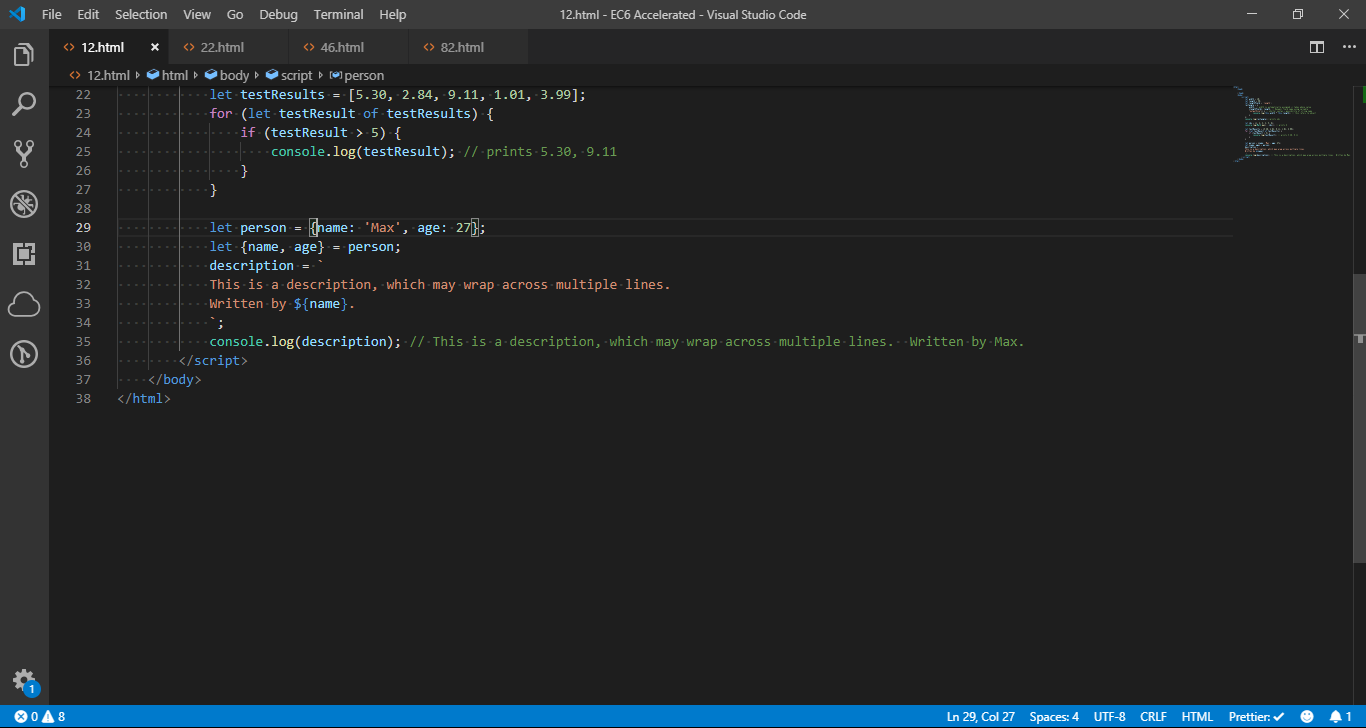 File Edit Selection View Go Debug Terminal Help 12.html - EC6 Accelerated - Visual Studio Code
12.html 22.html 46.html 82.html
12.html html body script person
22 let testResults = [5.30, 2.84, 9.11, 1.01, 3.99];
23 for (let testResult of testResults) {
24 if (testResult > 5) {
25 console.log(testResult); // prints 5.30, 9.11
26 }
27 }
28
29 let person = {name: 'Max', age: 27};
30 let {name, age} = person;
31 description = `
32 This is a description, which may wrap across multiple lines.
33 Written by ${name}.
34 `;
35 console.log(description); // This is a description, which may wrap across multiple lines.  Written by Max.
36 </script>
37 </body>
38 </html>
1
0 8 Ln 29, Col 27 Spaces: 4 UTF-8 CRLF HTML Prettier: ✓ 1